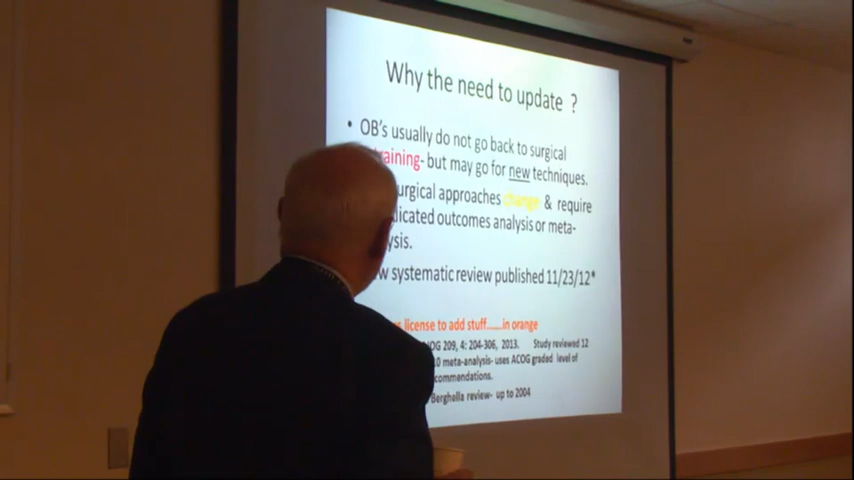 Why the need to update ?
• OB's usually do not go back to surgical
training- but may go for new techniques.
urgical approaches change & require
licated outcomes analysis or meta-
ysis.
w systematic review published 11/23/12*
license to add stuff......in orange
OG 209, 4: 204-306, 2013. Study reviewed 12
10 meta-analysis- uses ACOG graded level of
commendations.
Berghella review- up to 2004